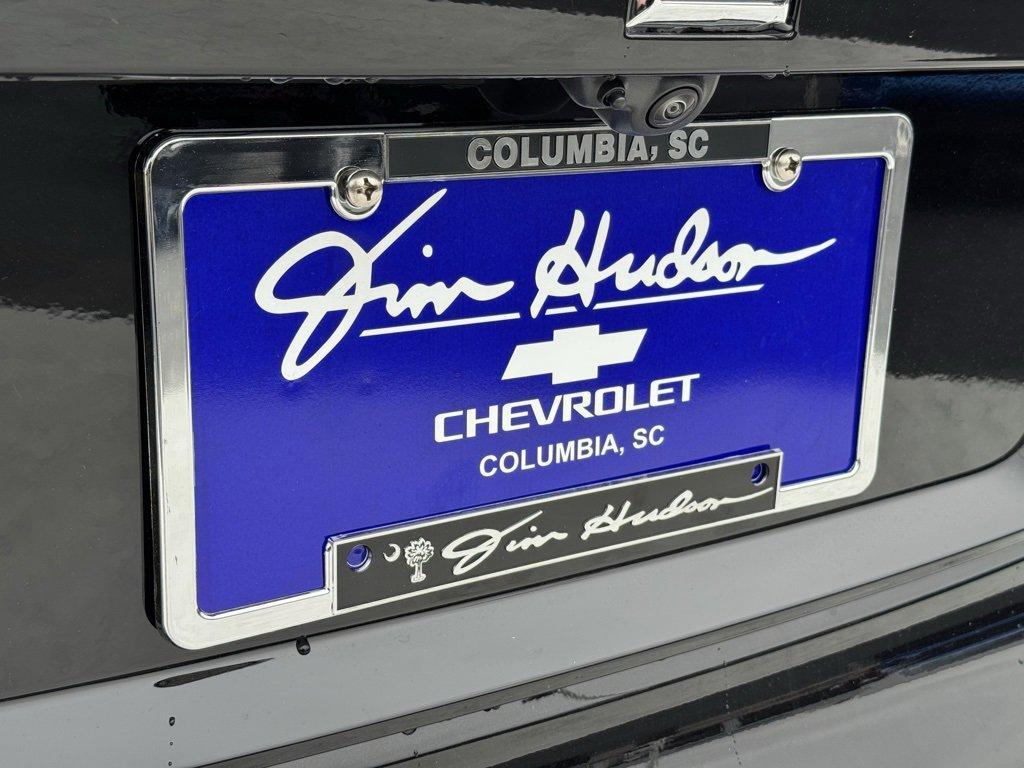 COLUMBIA, SC
Jim Hudson
CHEVROLET
COLUMBIA, SC
Jim Hudson